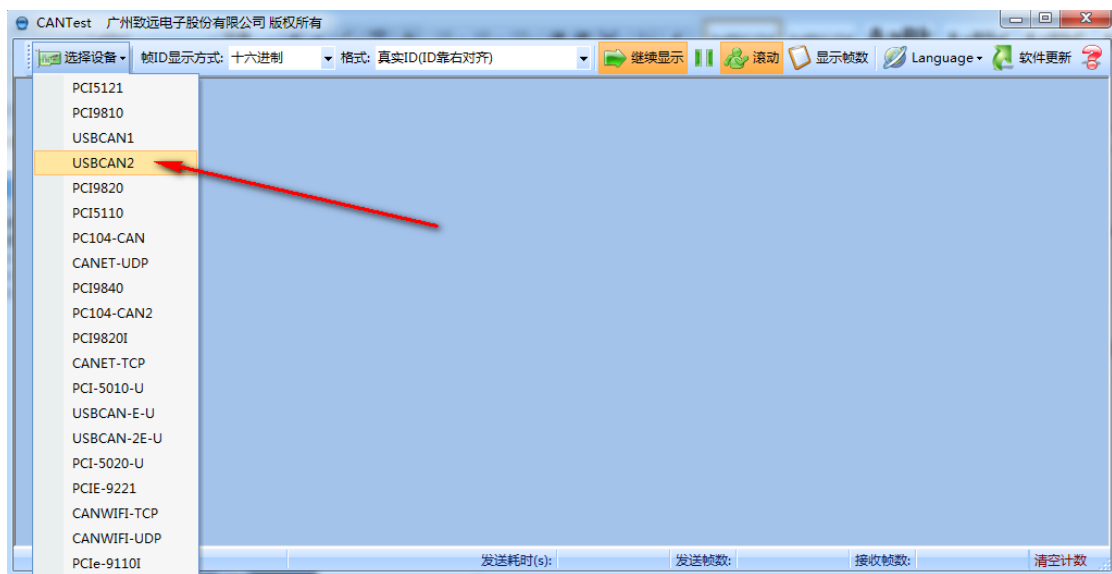 CANTest 广州致远电子股份有限公司 版权所有
选择设备 帧ID显示方式: 十六进制 格式: 真实ID(ID靠右对齐) 继续显示 滚动 显示帧数 Language 软件更新
PCI5121
PCI9810
USBCAN1
USBCAN2
PCI9820
PCI5110
PC104-CAN
CANET-UDP
PCI9840
PC104-CAN2
PCI9820I
CANET-TCP
PCI-5010-U
USBCAN-E-U
USBCAN-2E-U
PCI-5020-U
PCIE-9221
CANWIFI-TCP
CANWIFI-UDP
PCIe-9110I
发送耗时(s): 发送帧数: 接收帧数: 清空计数